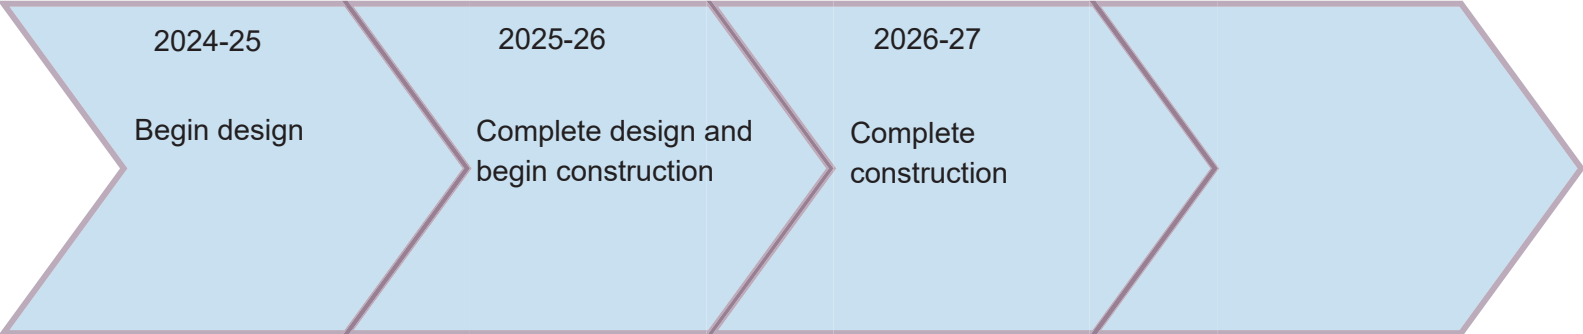 2024-25
Begin design
2025-26
Complete design and
begin construction
2026-27
Complete
construction